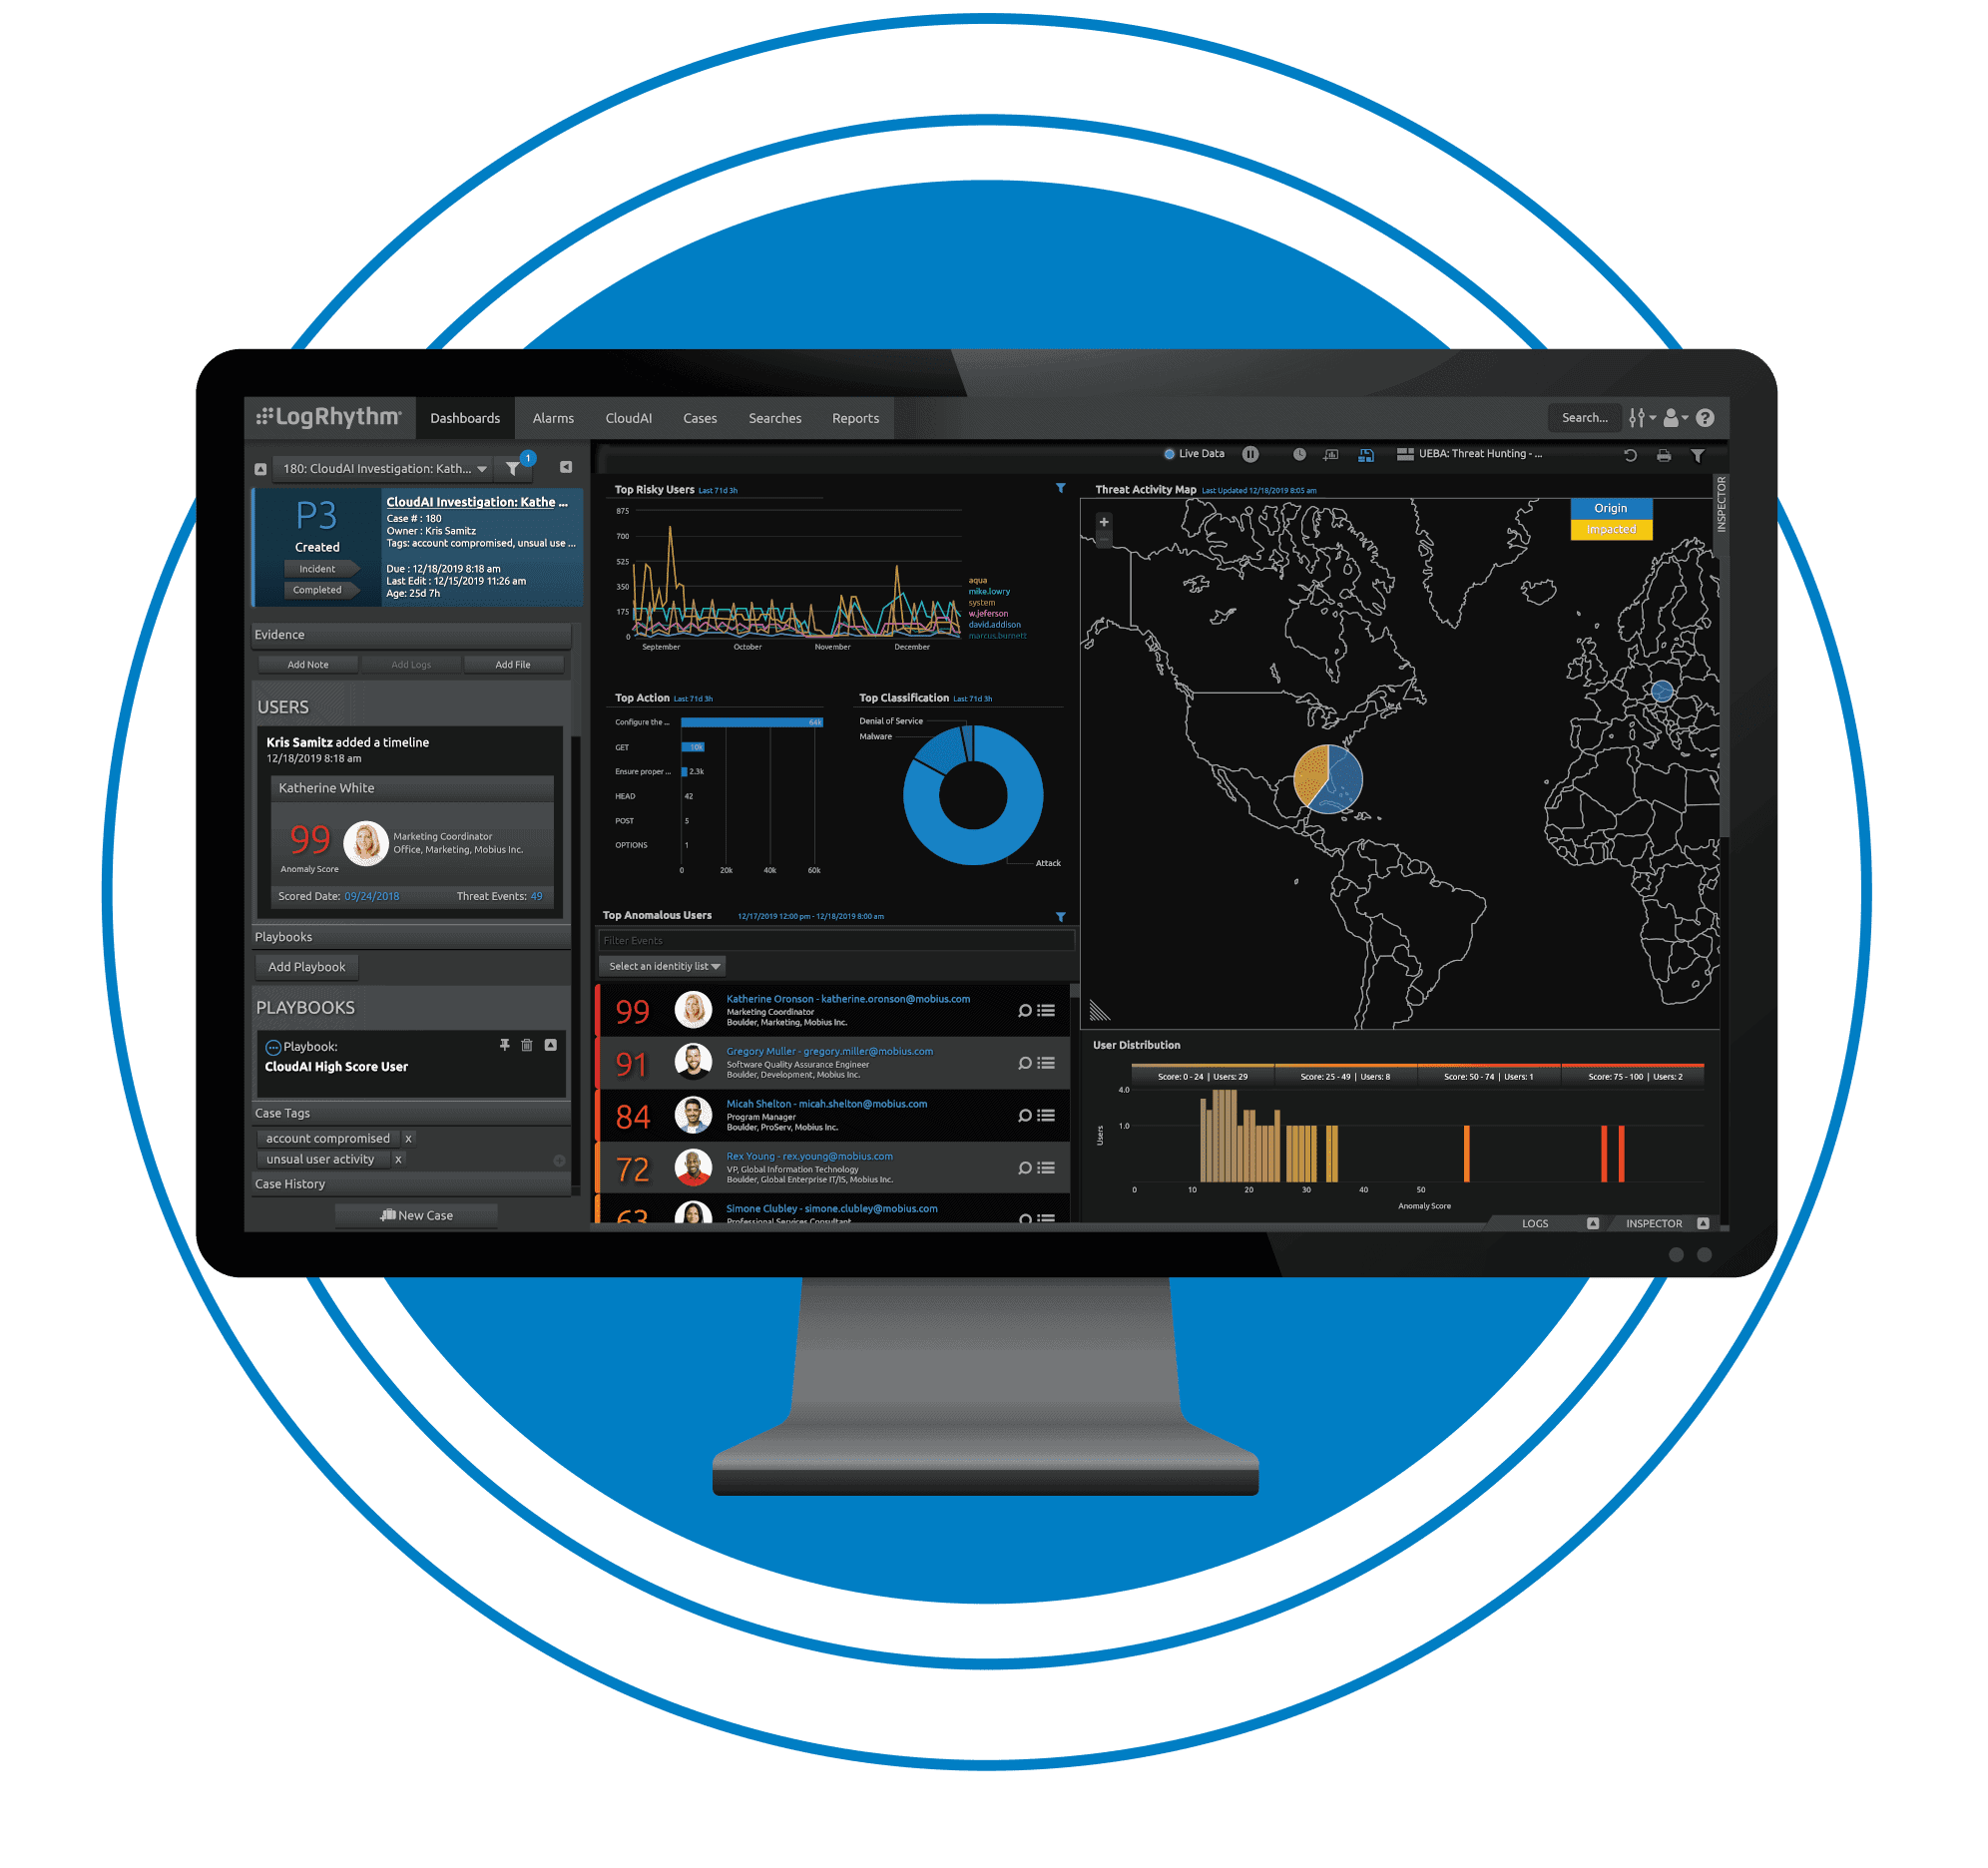 LogRhythm
Dashboards
Alarms
CloudAI
Cases
Searches
Reports
Search...
180: CloudAI Investigation: Kath...
1
Live Data
UEBA: Threat Hunting - ...
P3
Created
Incident
Completed
CloudAI Investigation: Kathe ...
Case # : 180
Owner : Kris Samitz
Tags: account compromised, unsual use ...
Due : 12/18/2019 8:18 am
Last Edit : 12/15/2019 11:26 am
Age: 25d 7h
Evidence
Add Note
Add Logs
Add File
USERS
Kris Samitz added a timeline
12/18/2019 8:18 am
Katherine White
99
Anomaly Score
Marketing Coordinator
Office, Marketing, Mobius Inc.
Scored Date: 09/24/2018
Threat Events: 49
Playbooks
Add Playbook
PLAYBOOKS
Playbook:
CloudAI High Score User
Case Tags
account compromised x
unsual user activity x
Case History
New Case
Top Risky Users Last 71d 3h
875
700
525
350
175
0
September
October
November
December
aqua
mike.lowry
system
w.jeferson
david.addison
marcus.burnett
Top Action Last 71d 3h
Configure the ... 64k
GET 10k
Ensure proper ... 2.3k
HEAD 42
POST 5
OPTIONS 1
0 20k 40k 60k
Top Classification Last 71d 3h
Denial of Service
Malware
Attack
Top Anomalous Users 12/17/2019 12:00 pm - 12/18/2019 8:00 am
Filter Events
Select an identitiy list
99
Katherine Oronson - katherine.oronson@mobius.com
Marketing Coordinator
Boulder, Marketing, Mobius Inc.
91
Gregory Muller - gregory.miller@mobius.com
Software Quality Assurance Engineer
Boulder, Development, Mobius Inc.
84
Micah Shelton - micah.shelton@mobius.com
Program Manager
Boulder, ProServ, Mobius Inc.
72
Rex Young - rex.young@mobius.com
VP, Global Information Technology
Boulder, Global Enterprise IT/IS, Mobius Inc.
63
Simone Clubley - simone.clubley@mobius.com
Professional Services Consultant
Threat Activity Map Last Updated 12/18/2019 8:05 am
Origin
Impacted
INSPECTOR
User Distribution
Score: 0 - 24 | Users: 29
Score: 25 - 49 | Users: 8
Score: 50 - 74 | Users: 1
Score: 75 - 100 | Users: 2
4.0
1.0
Users
0 10 20 30 40 50
Anomaly Score
LOGS
INSPECTOR